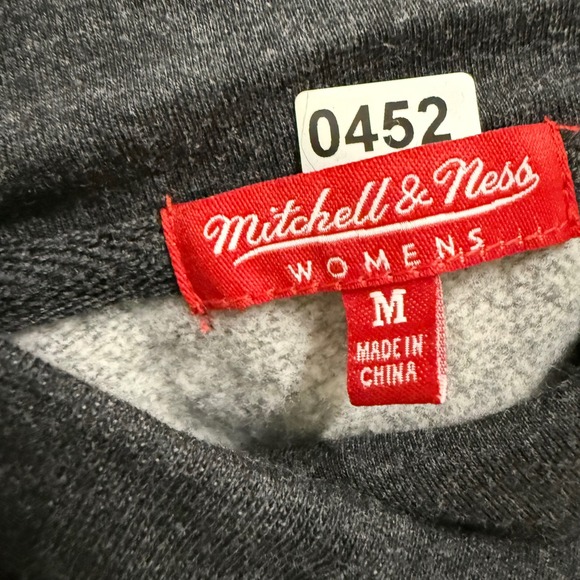 0452
Mitchell & Ness
WOMENS
M
MADE IN
CHINA